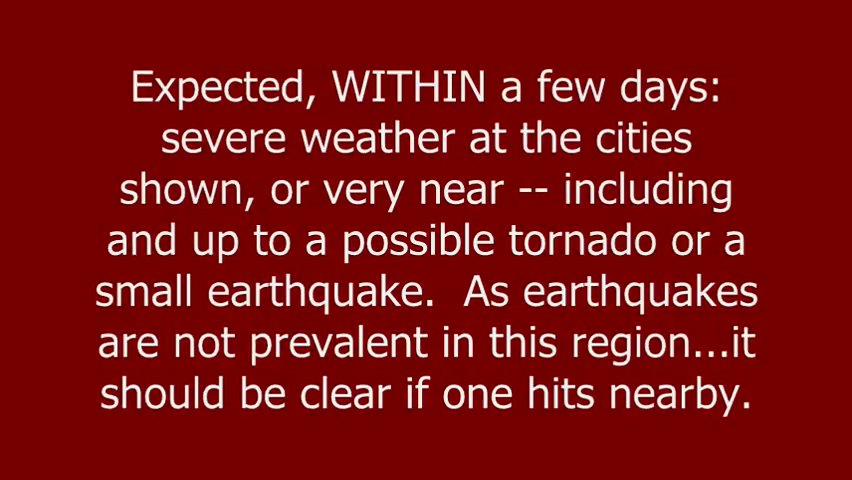 Expected, WITHIN a few days:
severe weather at the cities
shown, or very near -- including
and up to a possible tornado or a
small earthquake.  As earthquakes
are not prevalent in this region...it
should be clear if one hits nearby.